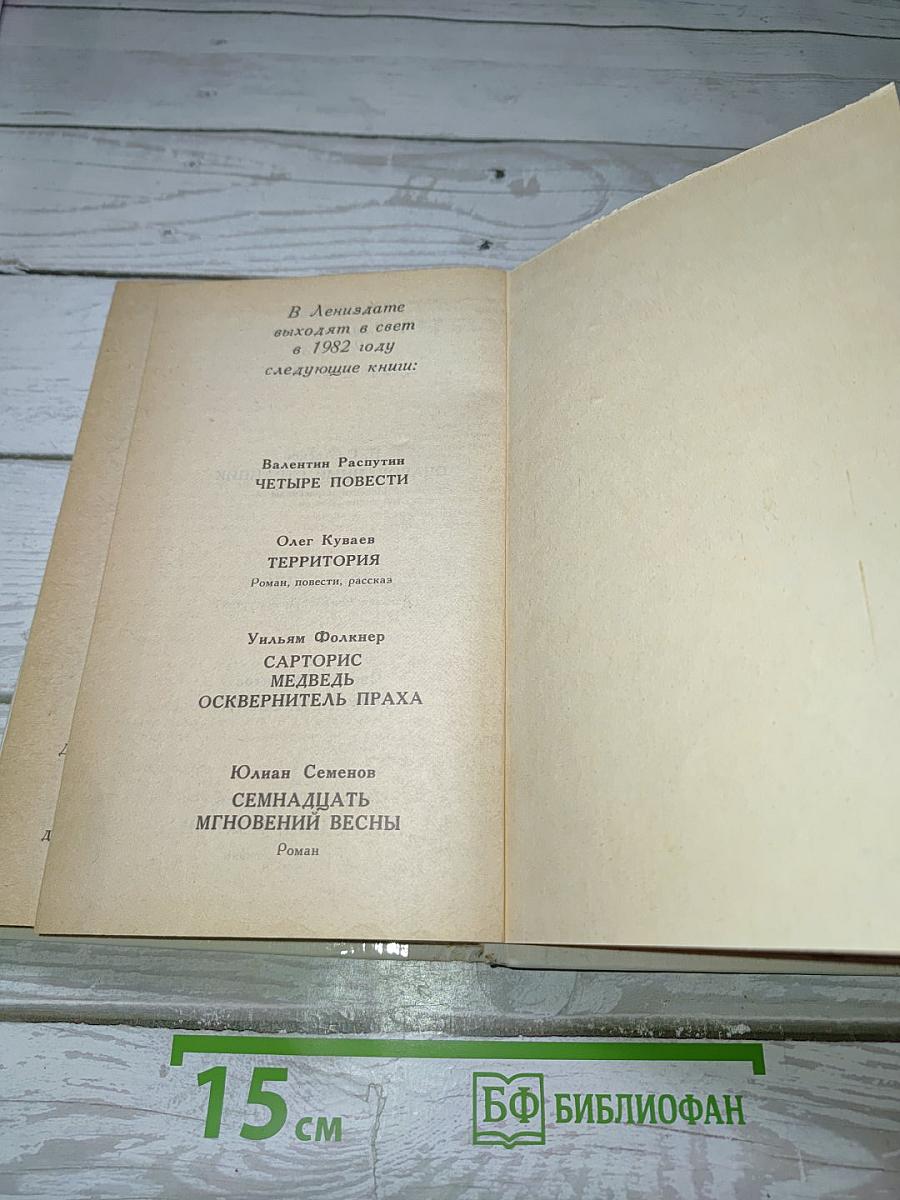 В Лениздате
выходят в свет
в 1982 году
следующие книги:
Валентин Распутин
ЧЕТЫРЕ ПОВЕСТИ
Олег Куваев
ТЕРРИТОРИЯ
Роман, повести, рассказ
Уильям Фолкнер
САРТОРИС
МЕДВЕДЬ
ОСКВЕРНИТЕЛЬ ПРАХА
Юлиан Семенов
СЕМНАДЦАТЬ
МГНОВЕНИЙ ВЕСНЫ
Роман
15 см
БФ БИБЛИОФАН